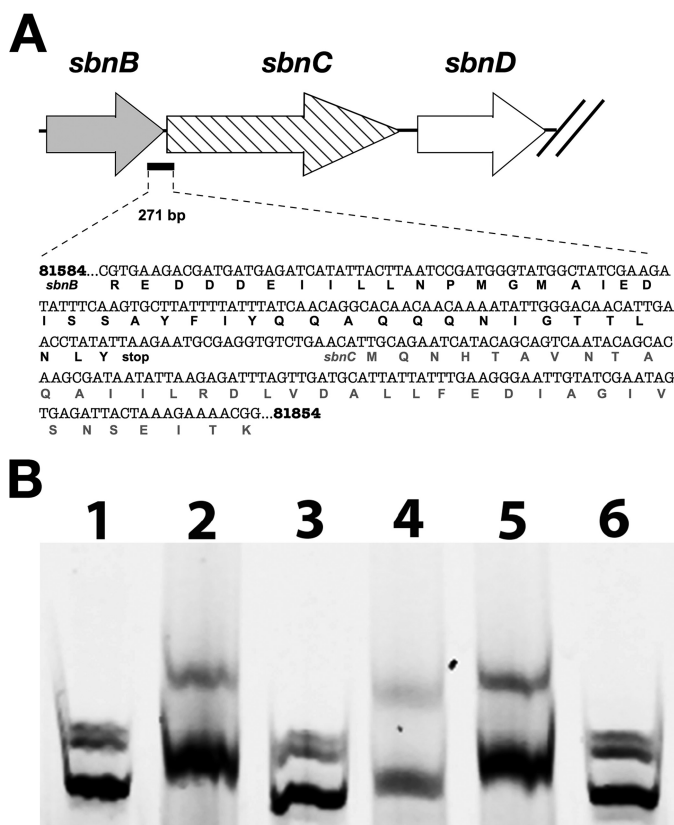 A
sbnB sbnC sbnD
271 bp
81584...CGTGAAGACGATGATGAGATCATATTACTTAATCCGATGGGTATGGCTATCGAAGA
sbnB R E D D D E I I L L N P M G M A I E D
TATTTCAAGTGCTTATTTTATTTATCAACAGGCACAACAACAAAATATTGGGACAACATTGA
I S S A Y F I Y Q Q A Q Q Q N I G T T L
ACCTATATTAAGAATGCGAGGTGTCTGAACATTGCAGAATCATACAGCAGTCAATACAGCAC
N L Y stop sbnC M Q N H T A V N T A
AAGCGATAATATTAAGAGATTTAGTTGATGCATTATTATTTGAAGGGAATTGTATCGAATAG
Q A I I L R D L V D A L L F E D I A G I V
TGAGATTACTAAAGAAAACGG...81854
S N S E I T K
B
1 2 3 4 5 6